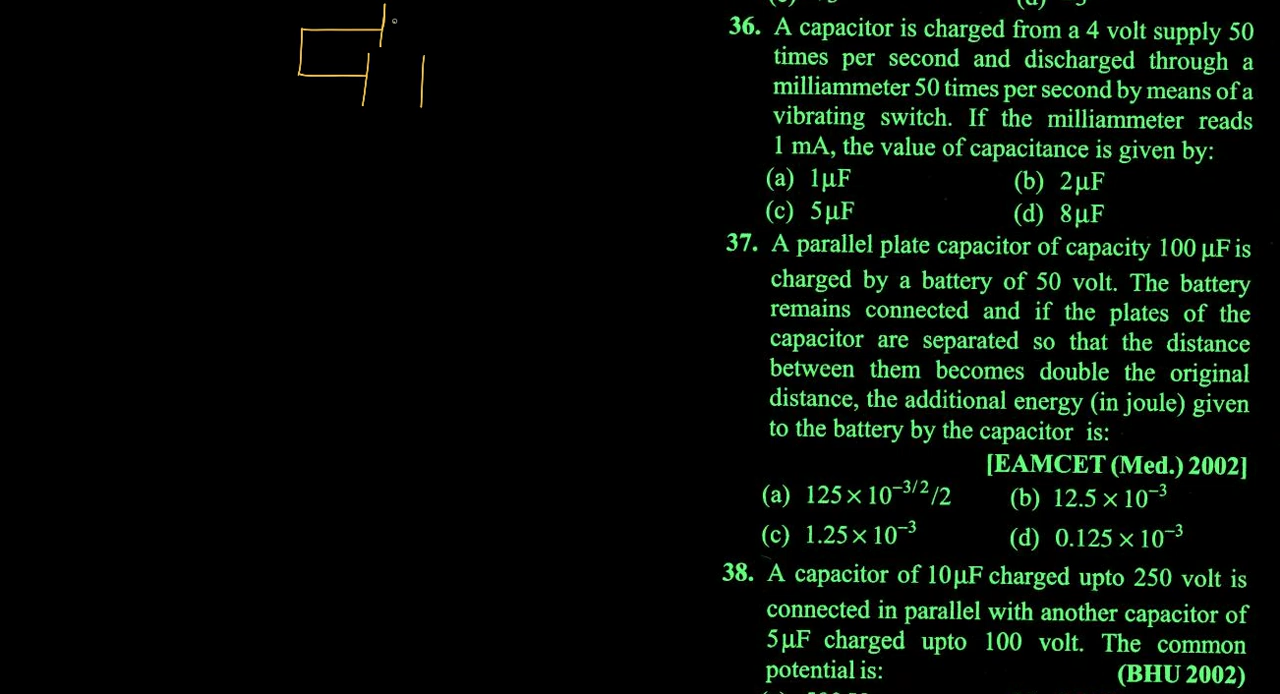 36. A capacitor is charged from a 4 volt supply 50
times per second and discharged through a
milliammeter 50 times per second by means of a
vibrating switch. If the milliammeter reads
1 mA, the value of capacitance is given by:
(a) 1μF (b) 2μF
(c) 5μF (d) 8μF
37. A parallel plate capacitor of capacity 100 μF is
charged by a battery of 50 volt. The battery
remains connected and if the plates of the
capacitor are separated so that the distance
between them becomes double the original
distance, the additional energy (in joule) given
to the battery by the capacitor is:
[EAMCET (Med.) 2002]
(a) 125 × 10⁻³ᐟ²/2 (b) 12.5 × 10⁻³
(c) 1.25 × 10⁻³ (d) 0.125 × 10⁻³
38. A capacitor of 10μF charged upto 250 volt is
connected in parallel with another capacitor of
5μF charged upto 100 volt. The common
potential is: (BHU 2002)